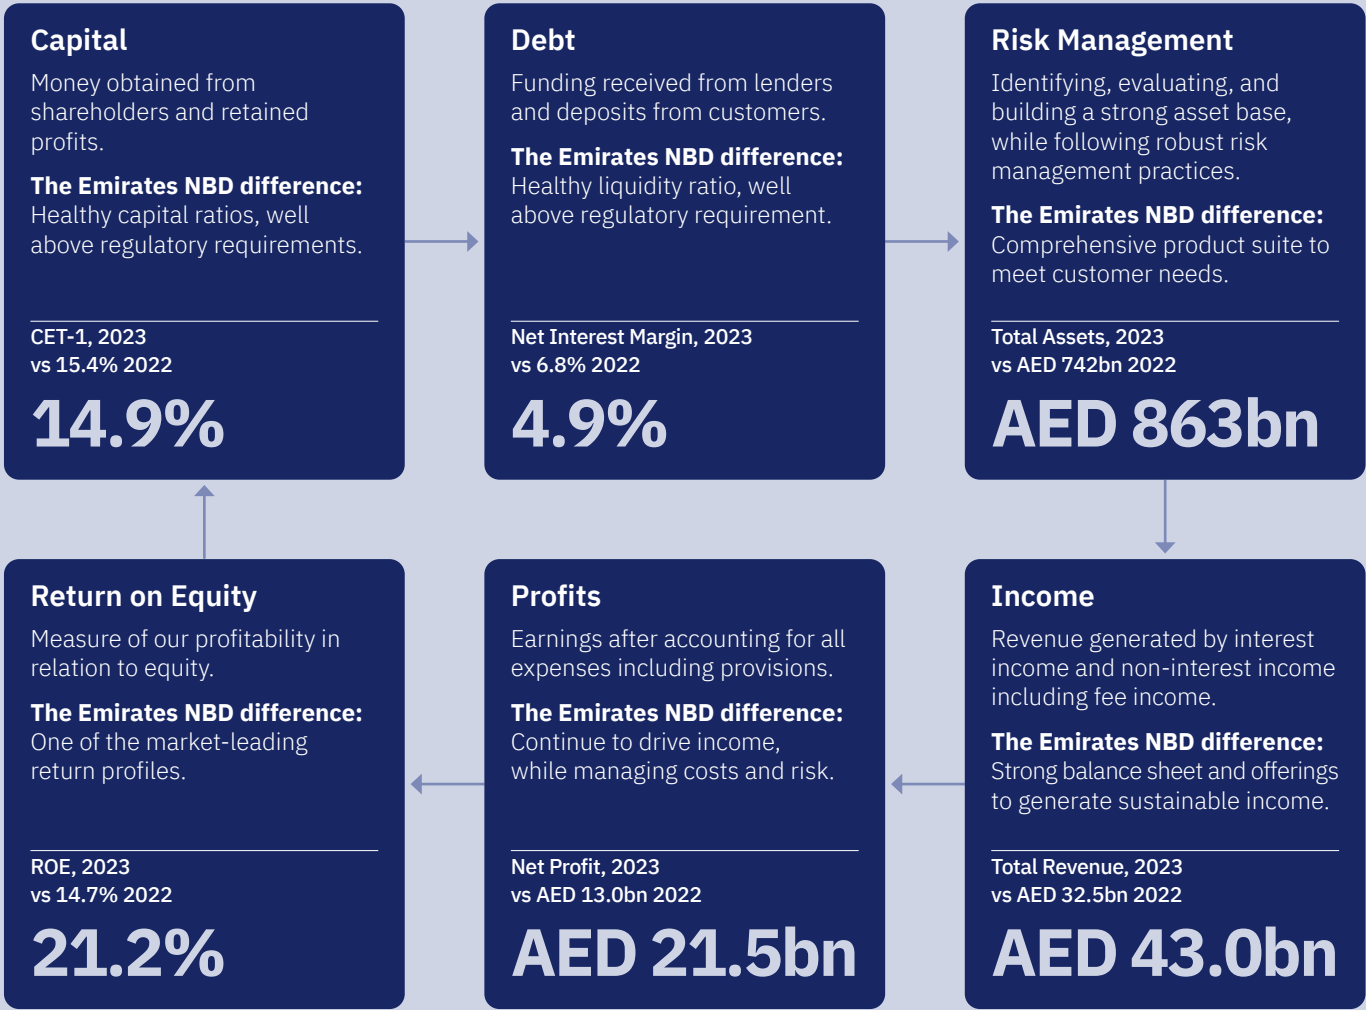 Capital
Money obtained from
shareholders and retained
profits.
The Emirates NBD difference:
Healthy capital ratios, well
above regulatory requirements.
CET-1, 2023
vs 15.4% 2022
14.9%
Debt
Funding received from lenders
and deposits from customers.
The Emirates NBD difference:
Healthy liquidity ratio, well
above regulatory requirement.
Net Interest Margin, 2023
vs 6.8% 2022
4.9%
Risk Management
Identifying, evaluating, and
building a strong asset base,
while following robust risk
management practices.
The Emirates NBD difference:
Comprehensive product suite to
meet customer needs.
Total Assets, 2023
vs AED 742bn 2022
AED 863bn
Return on Equity
Measure of our profitability in
relation to equity.
The Emirates NBD difference:
One of the market-leading
return profiles.
ROE, 2023
vs 14.7% 2022
21.2%
Profits
Earnings after accounting for all
expenses including provisions.
The Emirates NBD difference:
Continue to drive income,
while managing costs and risk.
Net Profit, 2023
vs AED 13.0bn 2022
AED 21.5bn
Income
Revenue generated by interest
income and non-interest income
including fee income.
The Emirates NBD difference:
Strong balance sheet and offerings
to generate sustainable income.
Total Revenue, 2023
vs AED 32.5bn 2022
AED 43.0bn